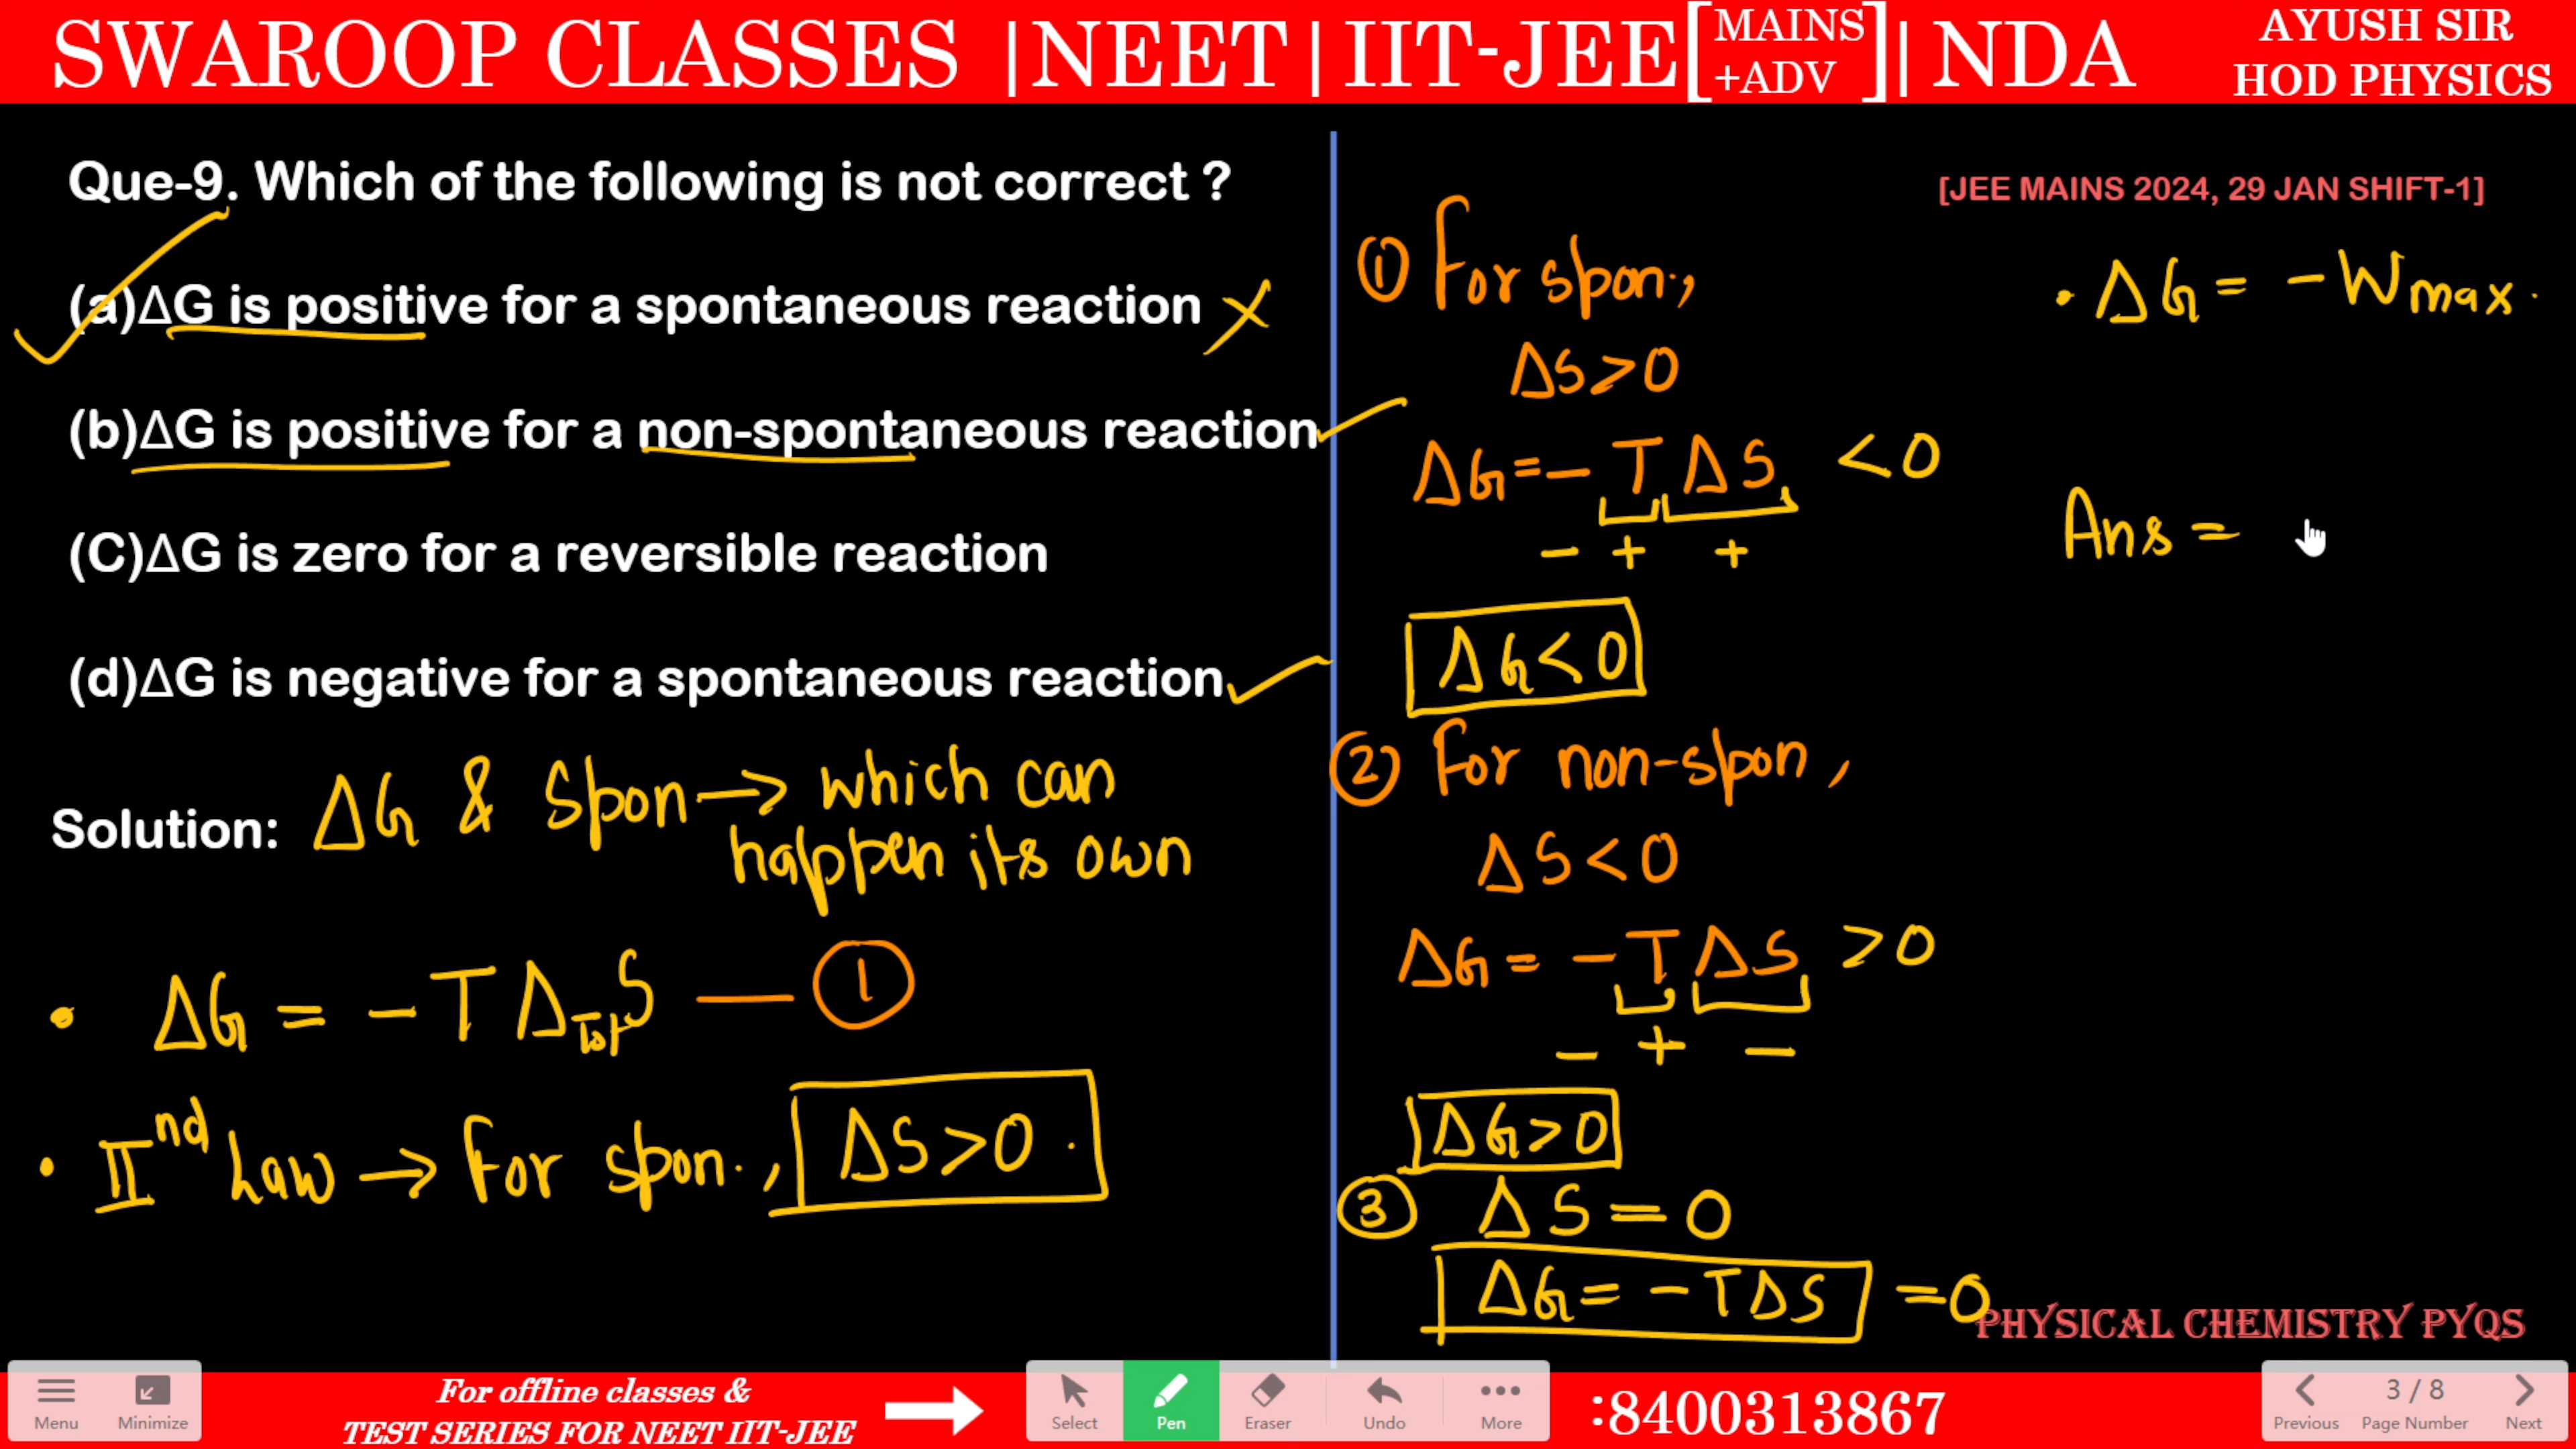 SWAROOP CLASSES |NEET| IIT-JEE[MAINS +ADV]| NDA
AYUSH SIR
HOD PHYSICS
Que-9. Which of the following is not correct ?
(a)ΔG is positive for a spontaneous reaction ✗
(b)ΔG is positive for a non-spontaneous reaction ✓
(C)ΔG is zero for a reversible reaction
(d)ΔG is negative for a spontaneous reaction ✓
Solution: ΔG & Spon → which can
happen its own
• ΔG = -TΔTotS — ①
• IInd Law → For spon., ΔS>0.
[JEE MAINS 2024, 29 JAN SHIFT-1]
① For spon.,
ΔS>0
ΔG=-TΔS <0
- + +
ΔG<0
② For non-spon,
ΔS<0
ΔG = -TΔS >0
- + -
ΔG>0
③ ΔS=0
ΔG= -TΔS =0
• ΔG= -Wmax.
Ans =
PHYSICAL CHEMISTRY PYQS
Menu
Minimize
For offline classes &
TEST SERIES FOR NEET IIT-JEE
Select
Pen
Eraser
Undo
More
:8400313867
Previous
3 / 8
Page Number
Next